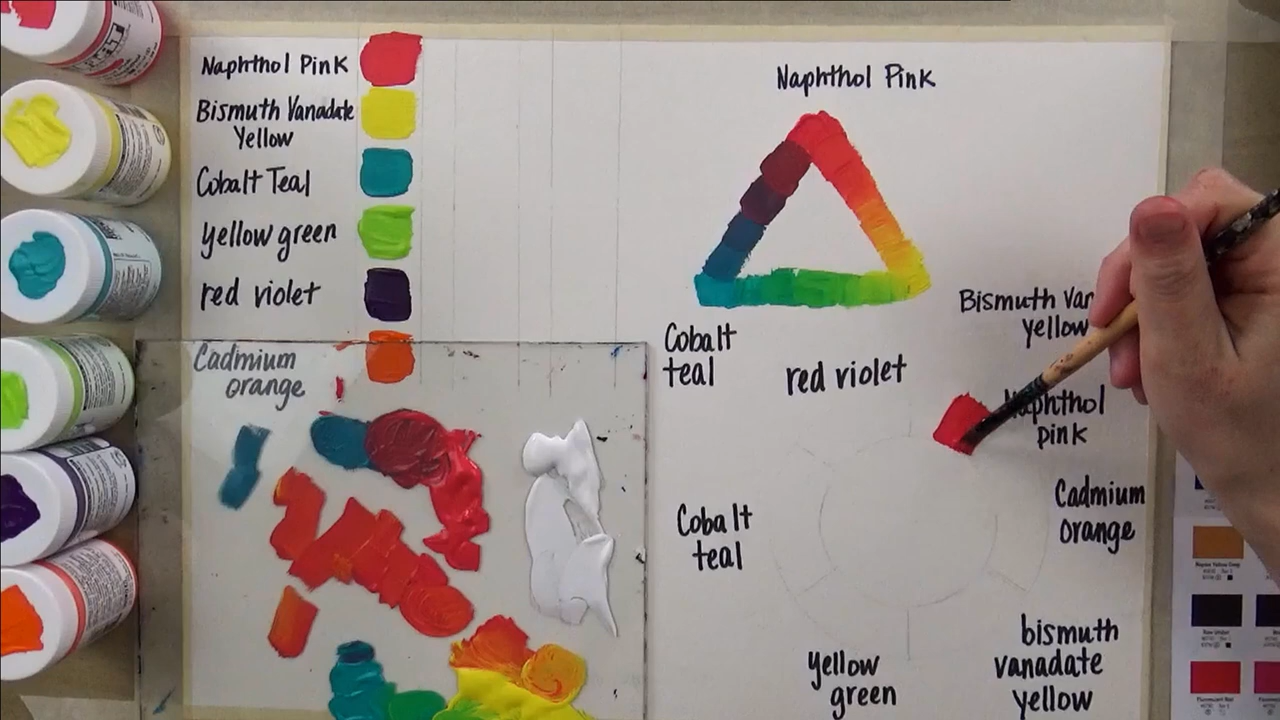 Naphthol Pink
Bismuth Vanadate
Yellow
Cobalt Teal
yellow green
red violet
Cadmium
orange
Naphthol Pink
Cobalt
teal
Bismuth Var
yellow
red violet
Naphthol
pink
Cadmium
orange
Cobalt
teal
yellow
green
bismuth
vanadate
yellow